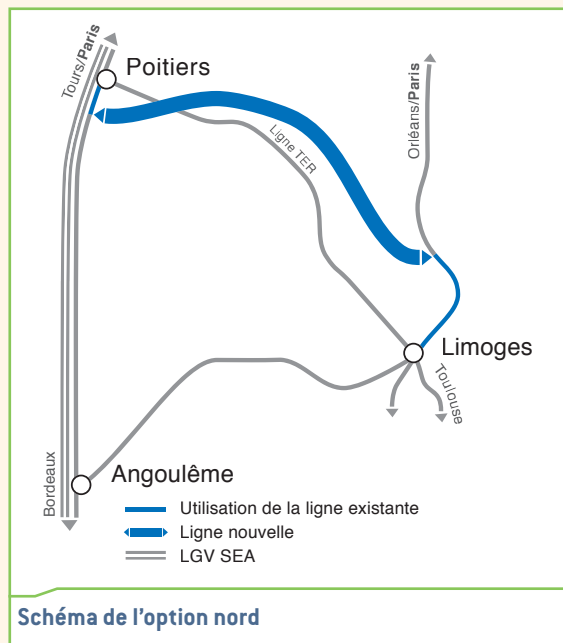 Tours/Paris
Poitiers
Orléans/Paris
Ligne TER
Limoges
Toulouse
Angoulême
Bordeaux
Utilisation de la ligne existante
Ligne nouvelle
LGV SEA
Schéma de l'option nord